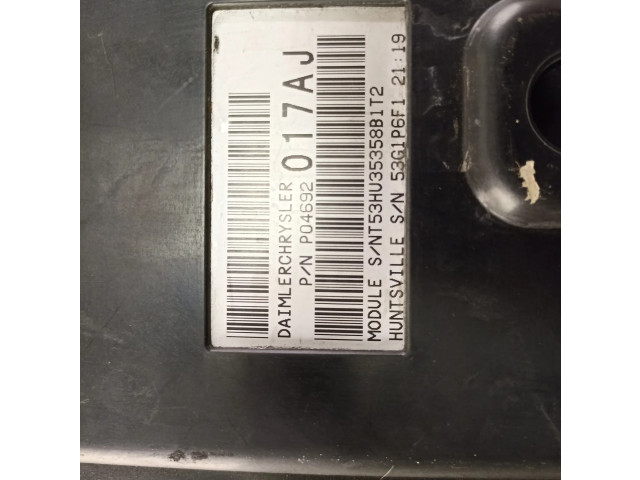 DAIMLERCHRYSLER
P/N P04692
017AJ
MODULE S/NT53HU35358B1T2
HUNTSVILLE S/N 53G1P6F1 21:19